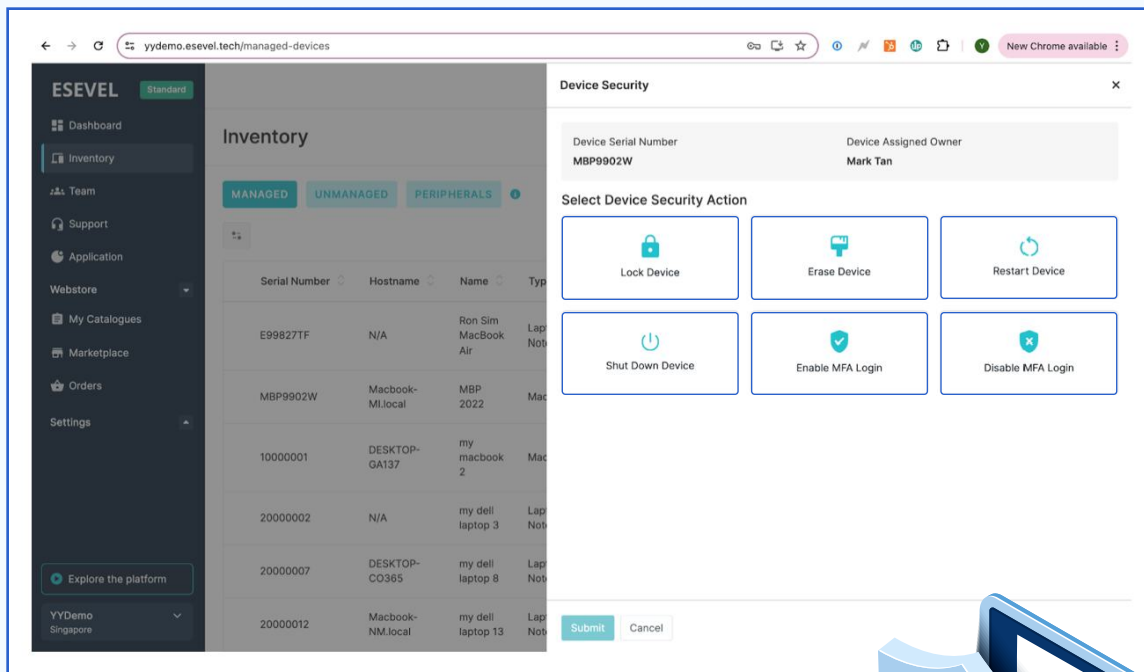 yydemo.esevel.tech/managed-devices
New Chrome available
Y
ESEVEL
Standard
Dashboard
Inventory
Team
Support
Application
Webstore
My Catalogues
Marketplace
Orders
Settings
Explore the platform
YYDemo
Singapore
Inventory
MANAGED
UNMANAGED
PERIPHERALS
Serial Number
Hostname
Name
Typ
E99827TF
N/A
Ron Sim
MacBook
Air
Lap
Not
MBP9902W
Macbook-
MI.local
MBP
2022
Mac
10000001
DESKTOP-
GA137
my
macbook
2
Mac
20000002
N/A
my dell
laptop 3
Lap
Not
20000007
DESKTOP-
CO365
my dell
laptop 8
Lap
Not
20000012
Macbook-
NM.local
my dell
laptop 13
Lap
Not
Device Security
Device Serial Number
MBP9902W
Device Assigned Owner
Mark Tan
Select Device Security Action
Lock Device
Erase Device
Restart Device
Shut Down Device
Enable MFA Login
Disable MFA Login
Submit
Cancel